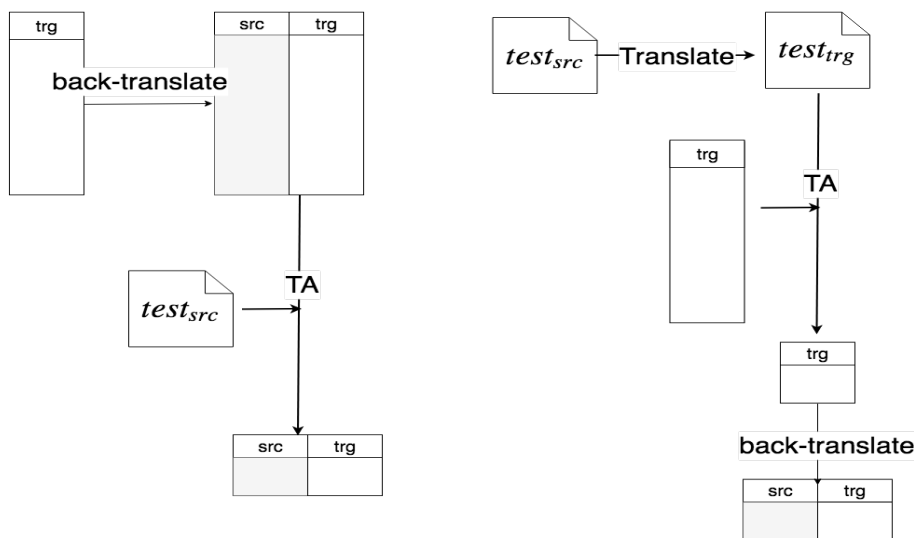 trg
src trg
back-translate
TA
test_src
src trg
test_src Translate test_trg
trg
TA
trg
back-translate
src trg